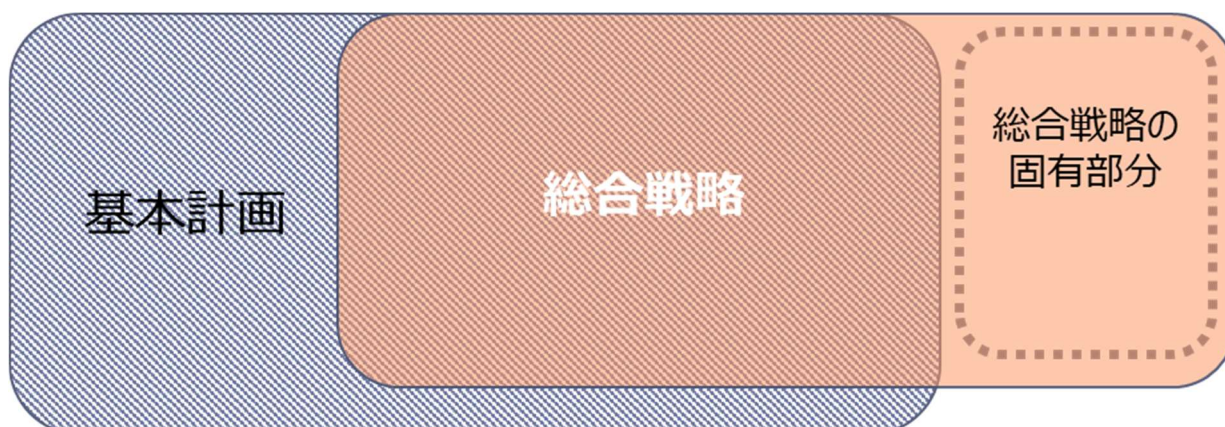 基本計画
総合戦略
総合戦略の
固有部分